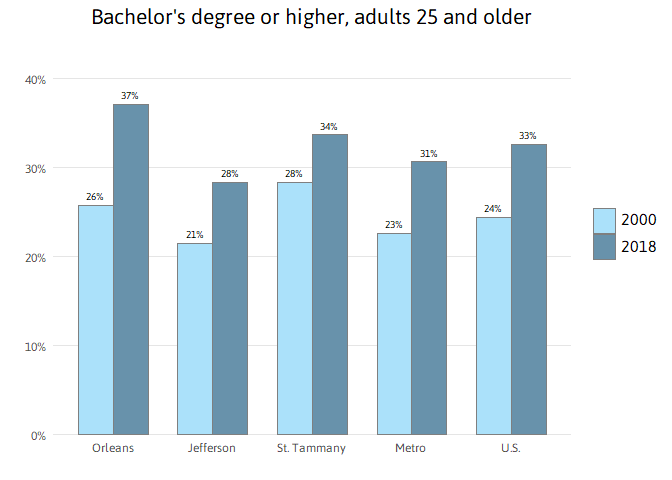 Bachelor's degree or higher, adults 25 and older
40%
30%
20%
10%
0%
26%
37%
21%
28%
28%
34%
23%
31%
24%
33%
Orleans
Jefferson
St. Tammany
Metro
U.S.
2000
2018